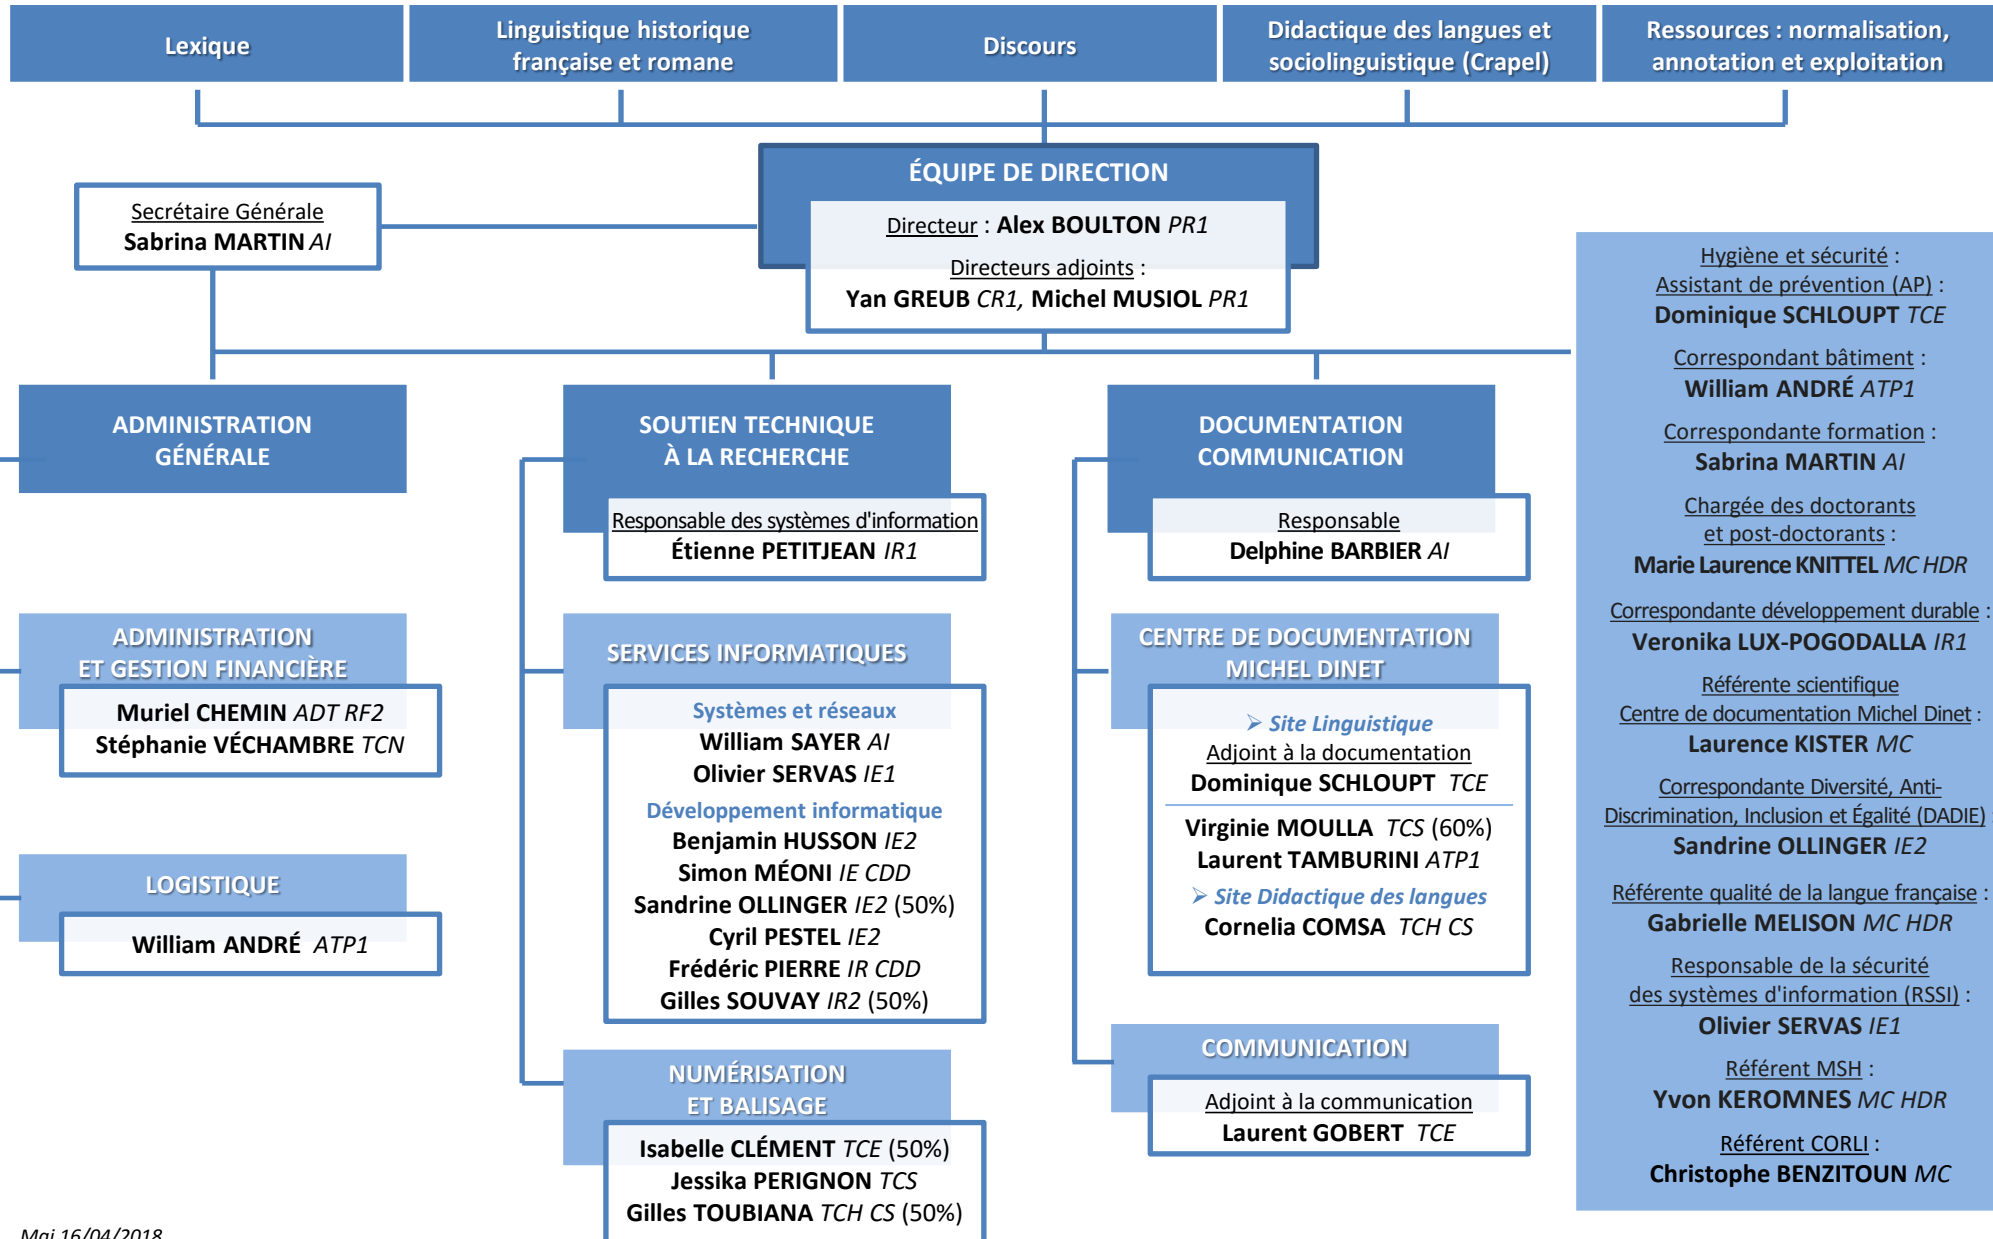 Lexique
Linguistique historique
française et romane
Discours
Didactique des langues et
sociolinguistique (Crapel)
Ressources : normalisation,
annotation et exploitation
ÉQUIPE DE DIRECTION
Directeur : Alex BOULTON PR1
Directeurs adjoints :
Yan GREUB CR1, Michel MUSIOL PR1
Secrétaire Générale
Sabrina MARTIN AI
ADMINISTRATION
GÉNÉRALE
ADMINISTRATION
ET GESTION FINANCIÈRE
Muriel CHEMIN ADT RF2
Stéphanie VÉCHAMBRE TCN
LOGISTIQUE
William ANDRÉ ATP1
SOUTIEN TECHNIQUE
À LA RECHERCHE
Responsable des systèmes d'information
Étienne PETITJEAN IR1
SERVICES INFORMATIQUES
Systèmes et réseaux
William SAYER AI
Olivier SERVAS IE1
Développement informatique
Benjamin HUSSON IE2
Simon MÉONI IE CDD
Sandrine OLLINGER IE2 (50%)
Cyril PESTEL IE2
Frédéric PIERRE IR CDD
Gilles SOUVAY IR2 (50%)
NUMÉRISATION
ET BALISAGE
Isabelle CLÉMENT TCE (50%)
Jessika PERIGNON TCS
Gilles TOUBIANA TCH CS (50%)
DOCUMENTATION
COMMUNICATION
Responsable
Delphine BARBIER AI
CENTRE DE DOCUMENTATION
MICHEL DINET
➢ Site Linguistique
Adjoint à la documentation
Dominique SCHLOUPT TCE
Virginie MOULLA TCS (60%)
Laurent TAMBURINI ATP1
➢ Site Didactique des langues
Cornelia COMSA TCH CS
COMMUNICATION
Adjoint à la communication
Laurent GOBERT TCE
Hygiène et sécurité :
Assistant de prévention (AP) :
Dominique SCHLOUPT TCE
Correspondant bâtiment :
William ANDRÉ ATP1
Correspondante formation :
Sabrina MARTIN AI
Chargée des doctorants
et post-doctorants :
Marie Laurence KNITTEL MC HDR
Correspondante développement durable :
Veronika LUX-POGODALLA IR1
Référente scientifique
Centre de documentation Michel Dinet :
Laurence KISTER MC
Correspondante Diversité, Anti-
Discrimination, Inclusion et Égalité (DADIE) :
Sandrine OLLINGER IE2
Référente qualité de la langue française :
Gabrielle MELISON MC HDR
Responsable de la sécurité
des systèmes d'information (RSSI) :
Olivier SERVAS IE1
Référent MSH :
Yvon KEROMNES MC HDR
Référent CORLI :
Christophe BENZITOUN MC
Maj 16/04/2018